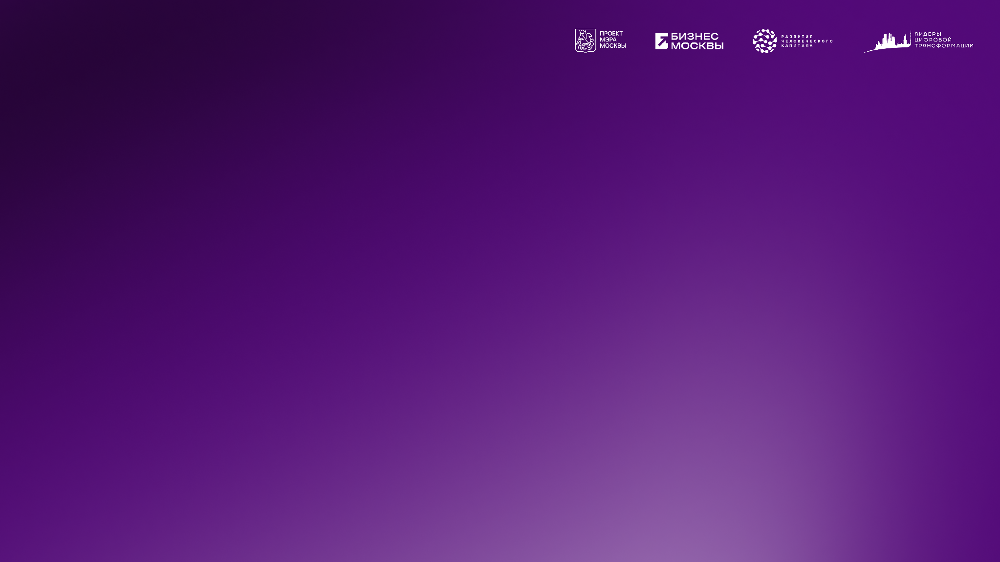 ПРОЕКТ
МЭРА
МОСКВЫ
БИЗНЕС
МОСКВЫ
РАЗВИТИЕ
ЧЕЛОВЕЧЕСКОГО
КАПИТАЛА
ЛИДЕРЫ
ЦИФРОВОЙ
ТРАНСФОРМАЦИИ